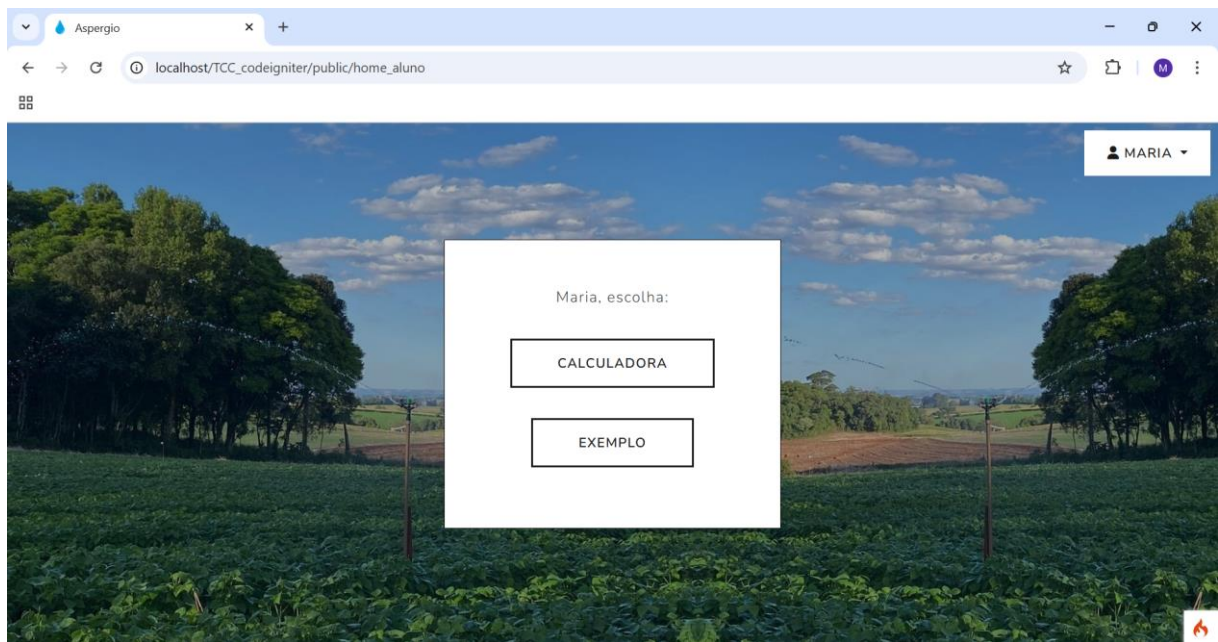 Aspergio
localhost/TCC_codeigniter/public/home_aluno
M
MARIA
Maria, escolha:
CALCULADORA
EXEMPLO